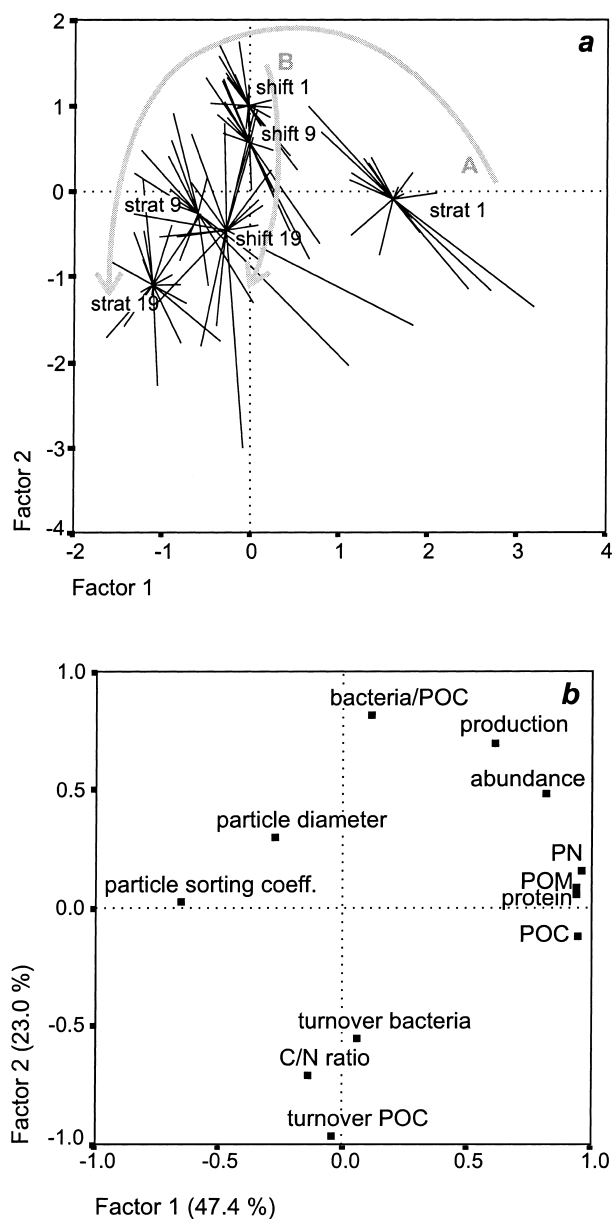 2
a
B
shift 1
1
shift 9
A
0
strat 9
strat 1
shift 19
-1
strat 19
-2
-3
-4
-2
-1
0
1
2
3
4
Factor 2
Factor 1
1.0
b
bacteria/POC
production
abundance
0.5
particle diameter
PN
POM
particle sorting coeff.
protein
0.0
POC
-0.5
turnover bacteria
C/N ratio
turnover POC
-1.0
-1.0
-0.5
0.0
0.5
1.0
Factor 2 (23.0 %)
Factor 1 (47.4 %)